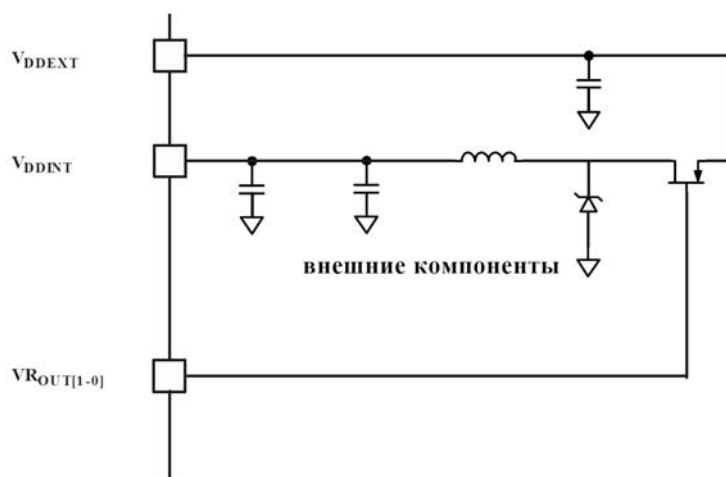 VDDEXT
VDDINT
внешние компоненты
VROUT[1-0]